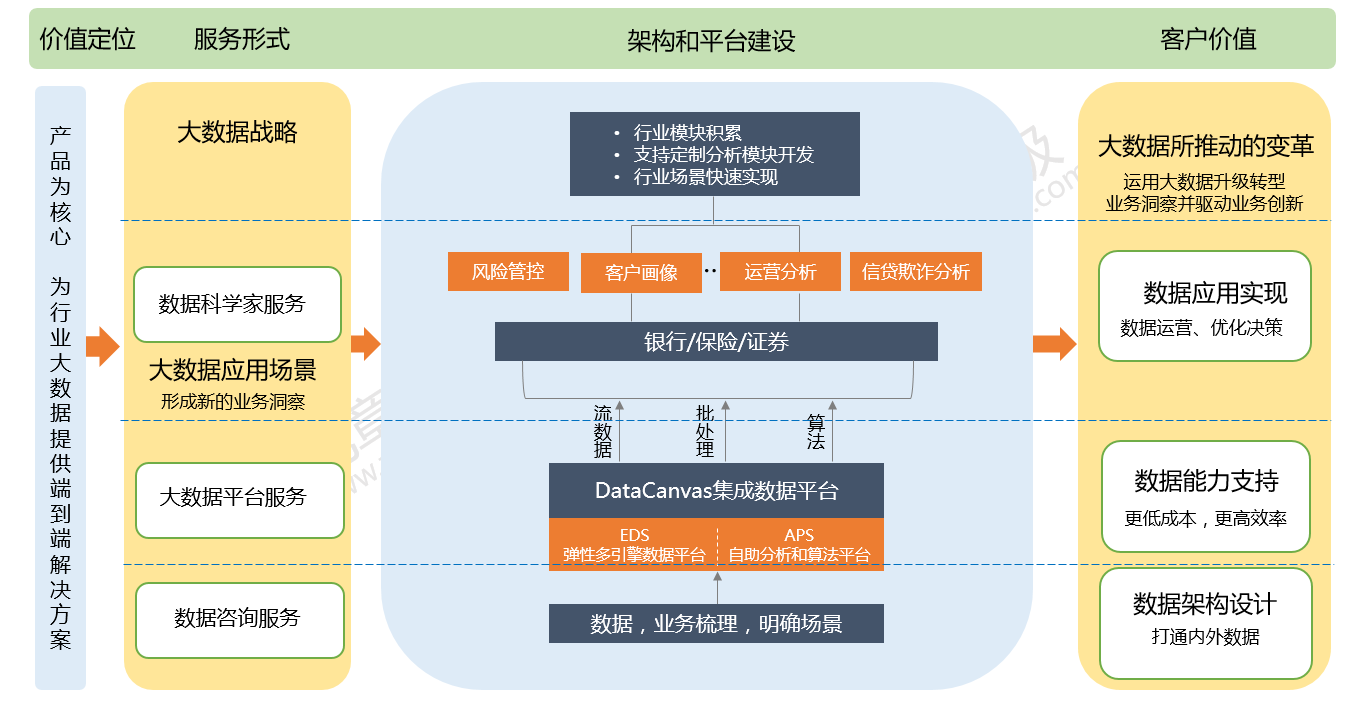 价值定位
服务形式
架构和平台建设
客户价值
产品为核心 为行业大数据提供端到端解决方案
大数据战略
数据科学家服务
大数据应用场景
形成新的业务洞察
大数据平台服务
数据咨询服务
• 行业模块积累
• 支持定制分析模块开发
• 行业场景快速实现
风险管控
客户画像
··
运营分析
信贷欺诈分析
银行/保险/证券
流数据
批处理
算法
DataCanvas集成数据平台
EDS
弹性多引擎数据平台
APS
自助分析和算法平台
数据，业务梳理，明确场景
大数据所推动的变革
运用大数据升级转型
业务洞察并驱动业务创新
数据应用实现
数据运营、优化决策
数据能力支持
更低成本，更高效率
数据架构设计
打通内外数据